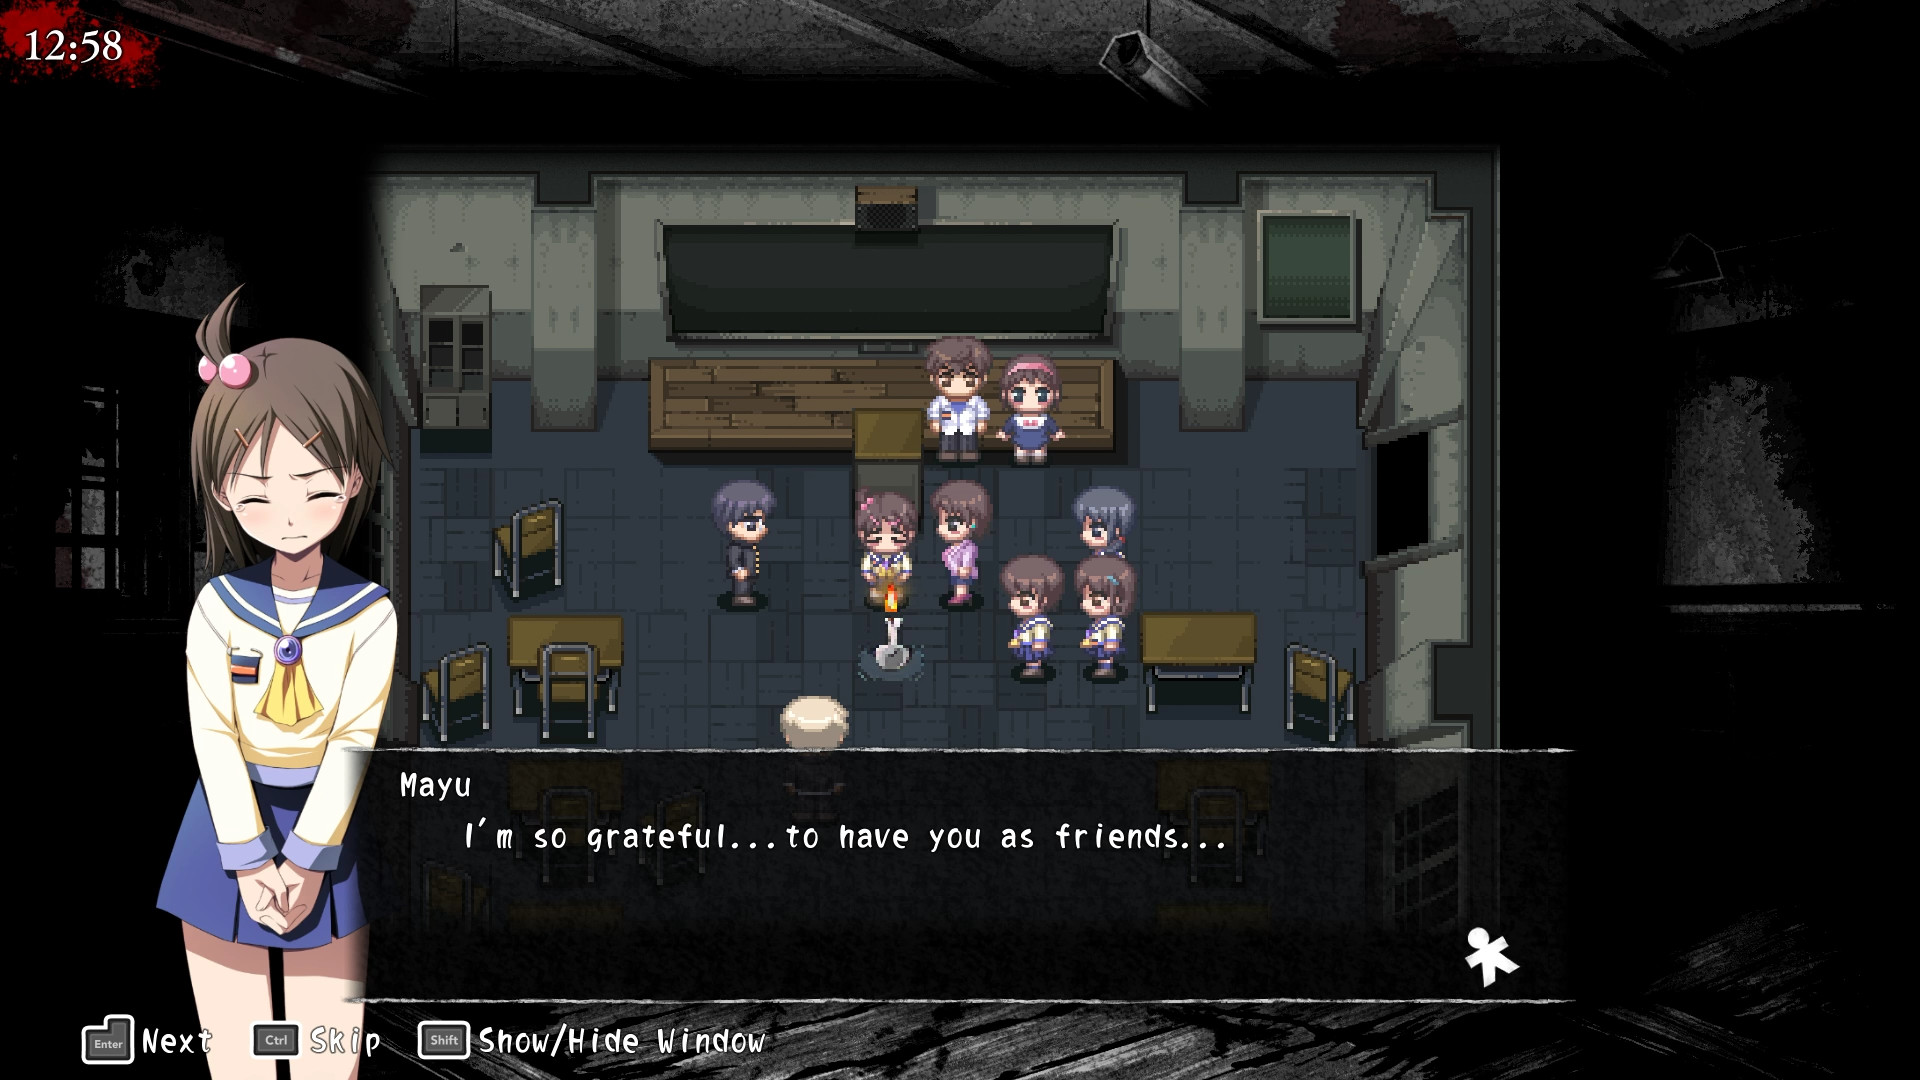 12:58
Mayu
I'm so grateful...to have you as friends...
Enter Next Ctrl Skip Shift Show/Hide Window